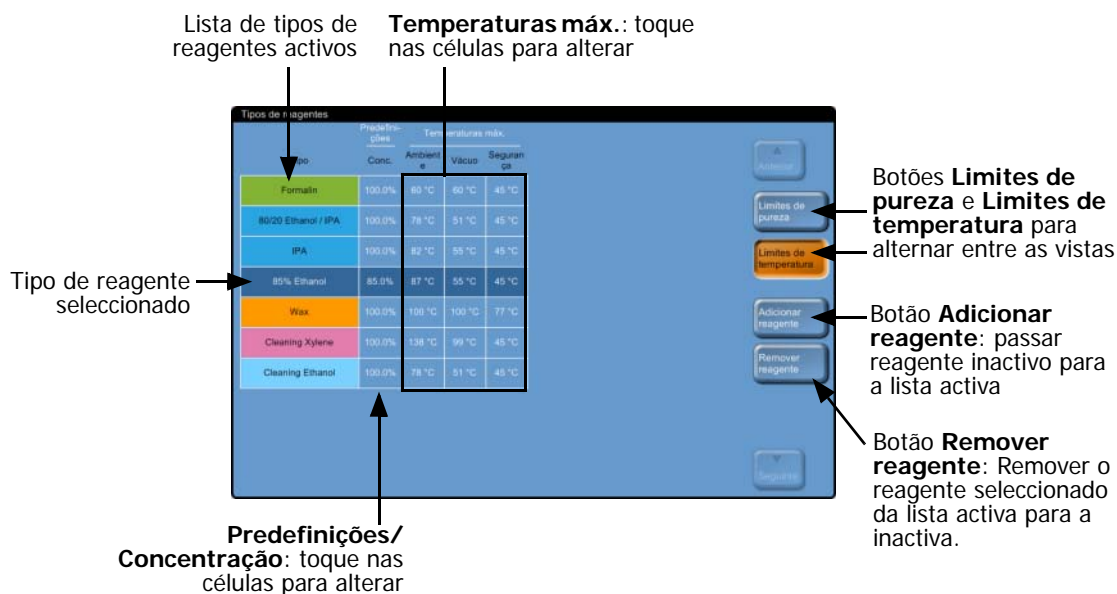 Lista de tipos de
reagentes activos
Temperaturas máx.: toque
nas células para alterar
Tipos de reagentes
Predefini-
ções
Temperaturas máx.
Tipo
Conc.
Ambient
e
Vácuo
Seguran
ça
Formalin 100.0% 60 °C 60 °C 45 °C
80/20 Ethanol / IPA 100.0% 78 °C 51 °C 45 °C
IPA 100.0% 82 °C 55 °C 45 °C
85% Ethanol 85.0% 87 °C 55 °C 45 °C
Wax 100.0% 100 °C 100 °C 77 °C
Cleaning Xylene 100.0% 138 °C 99 °C 45 °C
Cleaning Ethanol 100.0% 78 °C 51 °C 45 °C
Anterior
Limites de
pureza
Limites de
temperatura
Adicionar
reagente
Remover
reagente
Seguinte
Tipo de reagente
seleccionado
Botões Limites de
pureza e Limites de
temperatura para
alternar entre as vistas
Botão Adicionar
reagente: passar
reagente inactivo para
a lista activa
Botão Remover
reagente: Remover o
reagente seleccionado
da lista activa para a
inactiva.
Predefinições/
Concentração: toque nas
células para alterar